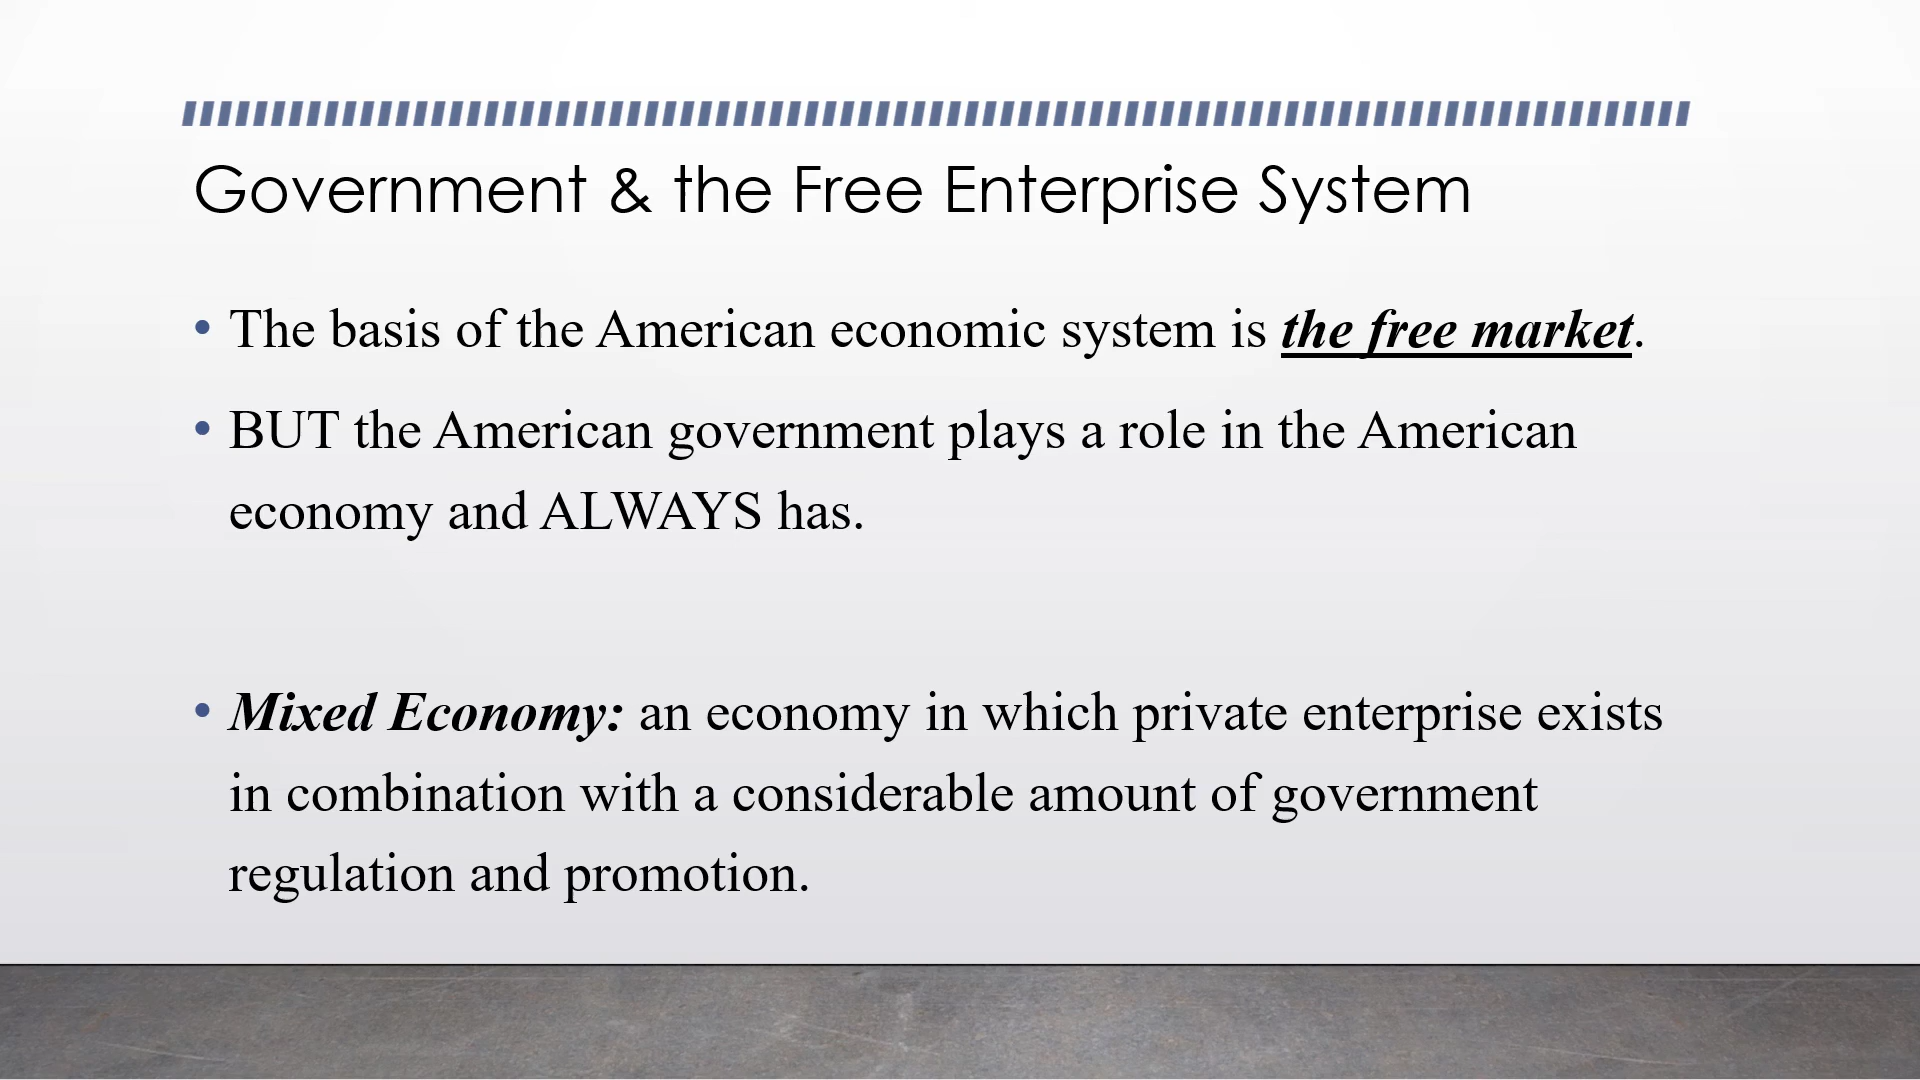 Government & the Free Enterprise System
• The basis of the American economic system is the free market.
• BUT the American government plays a role in the American
economy and ALWAYS has.
• Mixed Economy: an economy in which private enterprise exists
in combination with a considerable amount of government
regulation and promotion.